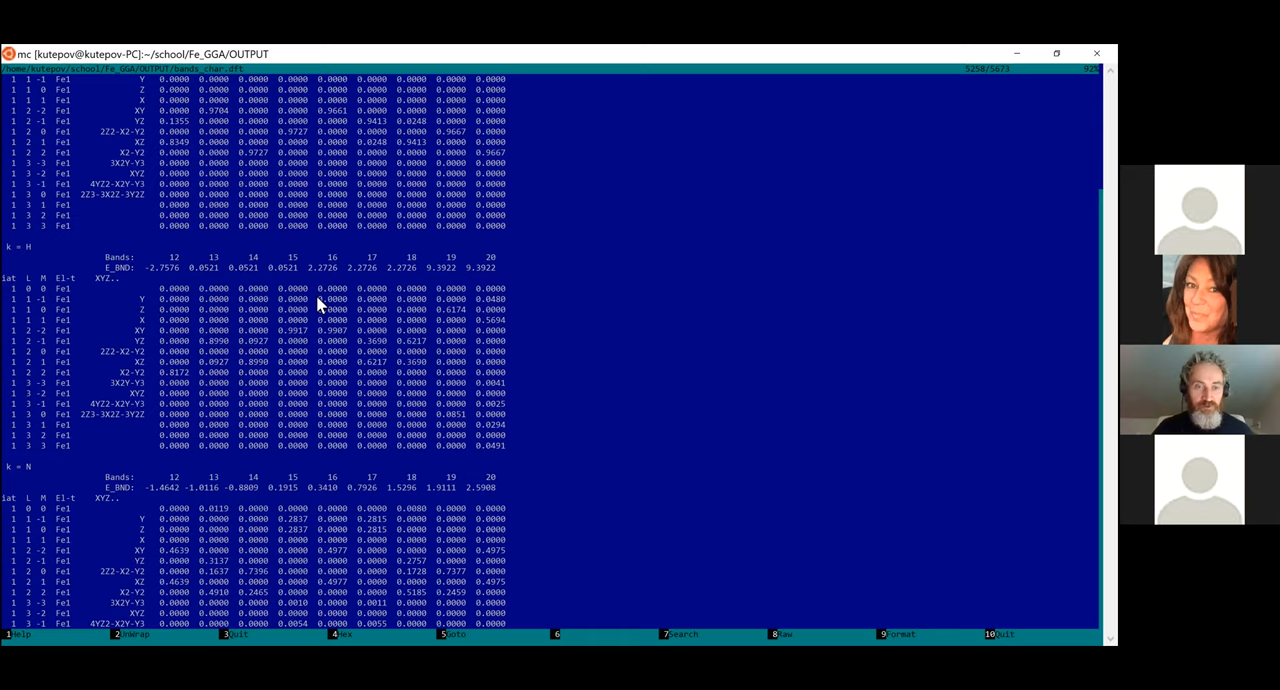 mc [kutepov@kutepov-PC]:~/school/Fe_GGA/OUTPUT
/home/kutepov/school/Fe_GGA/OUTPUT/bands_char.dft 5258/5673 92%
1 1 -1 Fe1 Y 0.0000 0.0000 0.0000 0.0000 0.0000 0.0000 0.0000 0.0000 0.0000
1 1 0 Fe1 Z 0.0000 0.0000 0.0000 0.0000 0.0000 0.0000 0.0000 0.0000 0.0000
1 1 1 Fe1 X 0.0000 0.0000 0.0000 0.0000 0.0000 0.0000 0.0000 0.0000 0.0000
1 2 -2 Fe1 XY 0.0000 0.9704 0.0000 0.0000 0.9661 0.0000 0.0000 0.0000 0.0000
1 2 -1 Fe1 YZ 0.1355 0.0000 0.0000 0.0000 0.0000 0.9413 0.0248 0.0000 0.0000
1 2 0 Fe1 2Z2-X2-Y2 0.0000 0.0000 0.0000 0.9727 0.0000 0.0000 0.0000 0.9667 0.0000
1 2 1 Fe1 XZ 0.8349 0.0000 0.0000 0.0000 0.0000 0.0248 0.9413 0.0000 0.0000
1 2 2 Fe1 X2-Y2 0.0000 0.0000 0.9727 0.0000 0.0000 0.0000 0.0000 0.0000 0.9667
1 3 -3 Fe1 3X2Y-Y3 0.0000 0.0000 0.0000 0.0000 0.0000 0.0000 0.0000 0.0000 0.0000
1 3 -2 Fe1 XYZ 0.0000 0.0000 0.0000 0.0000 0.0000 0.0000 0.0000 0.0000 0.0000
1 3 -1 Fe1 4YZ2-X2Y-Y3 0.0000 0.0000 0.0000 0.0000 0.0000 0.0000 0.0000 0.0000 0.0000
1 3 0 Fe1 2Z3-3X2Z-3Y2Z 0.0000 0.0000 0.0000 0.0000 0.0000 0.0000 0.0000 0.0000 0.0000
1 3 1 Fe1 0.0000 0.0000 0.0000 0.0000 0.0000 0.0000 0.0000 0.0000 0.0000
1 3 2 Fe1 0.0000 0.0000 0.0000 0.0000 0.0000 0.0000 0.0000 0.0000 0.0000
1 3 3 Fe1 0.0000 0.0000 0.0000 0.0000 0.0000 0.0000 0.0000 0.0000 0.0000
k = H
Bands: 12 13 14 15 16 17 18 19 20
E_BND: -2.7576 0.0521 0.0521 0.0521 2.2726 2.2726 2.2726 9.3922 9.3922
iat L M El-t XYZ..
1 0 0 Fe1 0.0000 0.0000 0.0000 0.0000 0.0000 0.0000 0.0000 0.0000 0.0000
1 1 -1 Fe1 Y 0.0000 0.0000 0.0000 0.0000 0.0000 0.0000 0.0000 0.0000 0.0480
1 1 0 Fe1 Z 0.0000 0.0000 0.0000 0.0000 0.0000 0.0000 0.0000 0.6174 0.0000
1 1 1 Fe1 X 0.0000 0.0000 0.0000 0.0000 0.0000 0.0000 0.0000 0.0000 0.5694
1 2 -2 Fe1 XY 0.0000 0.0000 0.0000 0.9917 0.9907 0.0000 0.0000 0.0000 0.0000
1 2 -1 Fe1 YZ 0.0000 0.8990 0.0927 0.0000 0.0000 0.3690 0.6217 0.0000 0.0000
1 2 0 Fe1 2Z2-X2-Y2 0.0000 0.0000 0.0000 0.0000 0.0000 0.0000 0.0000 0.0000 0.0000
1 2 1 Fe1 XZ 0.0000 0.0927 0.8990 0.0000 0.0000 0.6217 0.3690 0.0000 0.0000
1 2 2 Fe1 X2-Y2 0.8172 0.0000 0.0000 0.0000 0.0000 0.0000 0.0000 0.0000 0.0000
1 3 -3 Fe1 3X2Y-Y3 0.0000 0.0000 0.0000 0.0000 0.0000 0.0000 0.0000 0.0000 0.0041
1 3 -2 Fe1 XYZ 0.0000 0.0000 0.0000 0.0000 0.0000 0.0000 0.0000 0.0000 0.0000
1 3 -1 Fe1 4YZ2-X2Y-Y3 0.0000 0.0000 0.0000 0.0000 0.0000 0.0000 0.0000 0.0000 0.0025
1 3 0 Fe1 2Z3-3X2Z-3Y2Z 0.0000 0.0000 0.0000 0.0000 0.0000 0.0000 0.0000 0.0851 0.0000
1 3 1 Fe1 0.0000 0.0000 0.0000 0.0000 0.0000 0.0000 0.0000 0.0000 0.0294
1 3 2 Fe1 0.0000 0.0000 0.0000 0.0000 0.0000 0.0000 0.0000 0.0000 0.0000
1 3 3 Fe1 0.0000 0.0000 0.0000 0.0000 0.0000 0.0000 0.0000 0.0000 0.0491
k = N
Bands: 12 13 14 15 16 17 18 19 20
E_BND: -1.4642 -1.0116 -0.8809 0.1915 0.3410 0.7926 1.5296 1.9111 2.5908
iat L M El-t XYZ..
1 0 0 Fe1 0.0000 0.0119 0.0000 0.0000 0.0000 0.0000 0.0080 0.0000 0.0000
1 1 -1 Fe1 Y 0.0000 0.0000 0.0000 0.2837 0.0000 0.2815 0.0000 0.0000 0.0000
1 1 0 Fe1 Z 0.0000 0.0000 0.0000 0.2837 0.0000 0.2815 0.0000 0.0000 0.0000
1 1 1 Fe1 X 0.0000 0.0000 0.0000 0.0000 0.0000 0.0000 0.0000 0.0000 0.0000
1 2 -2 Fe1 XY 0.4639 0.0000 0.0000 0.0000 0.4977 0.0000 0.0000 0.0000 0.4975
1 2 -1 Fe1 YZ 0.0000 0.3137 0.0000 0.0000 0.0000 0.0000 0.2757 0.0000 0.0000
1 2 0 Fe1 2Z2-X2-Y2 0.0000 0.1637 0.7396 0.0000 0.0000 0.0000 0.1728 0.7377 0.0000
1 2 1 Fe1 XZ 0.4639 0.0000 0.0000 0.0000 0.4977 0.0000 0.0000 0.0000 0.4975
1 2 2 Fe1 X2-Y2 0.0000 0.4910 0.2465 0.0000 0.0000 0.0000 0.5185 0.2459 0.0000
1 3 -3 Fe1 3X2Y-Y3 0.0000 0.0000 0.0000 0.0010 0.0000 0.0011 0.0000 0.0000 0.0000
1 3 -2 Fe1 XYZ 0.0000 0.0000 0.0000 0.0000 0.0000 0.0000 0.0000 0.0000 0.0000
1 3 -1 Fe1 4YZ2-X2Y-Y3 0.0000 0.0000 0.0000 0.0054 0.0000 0.0055 0.0000 0.0000 0.0000
1Help 2UnWrap 3Quit 4Hex 5Goto 6 7Search 8Raw 9Format 10Quit